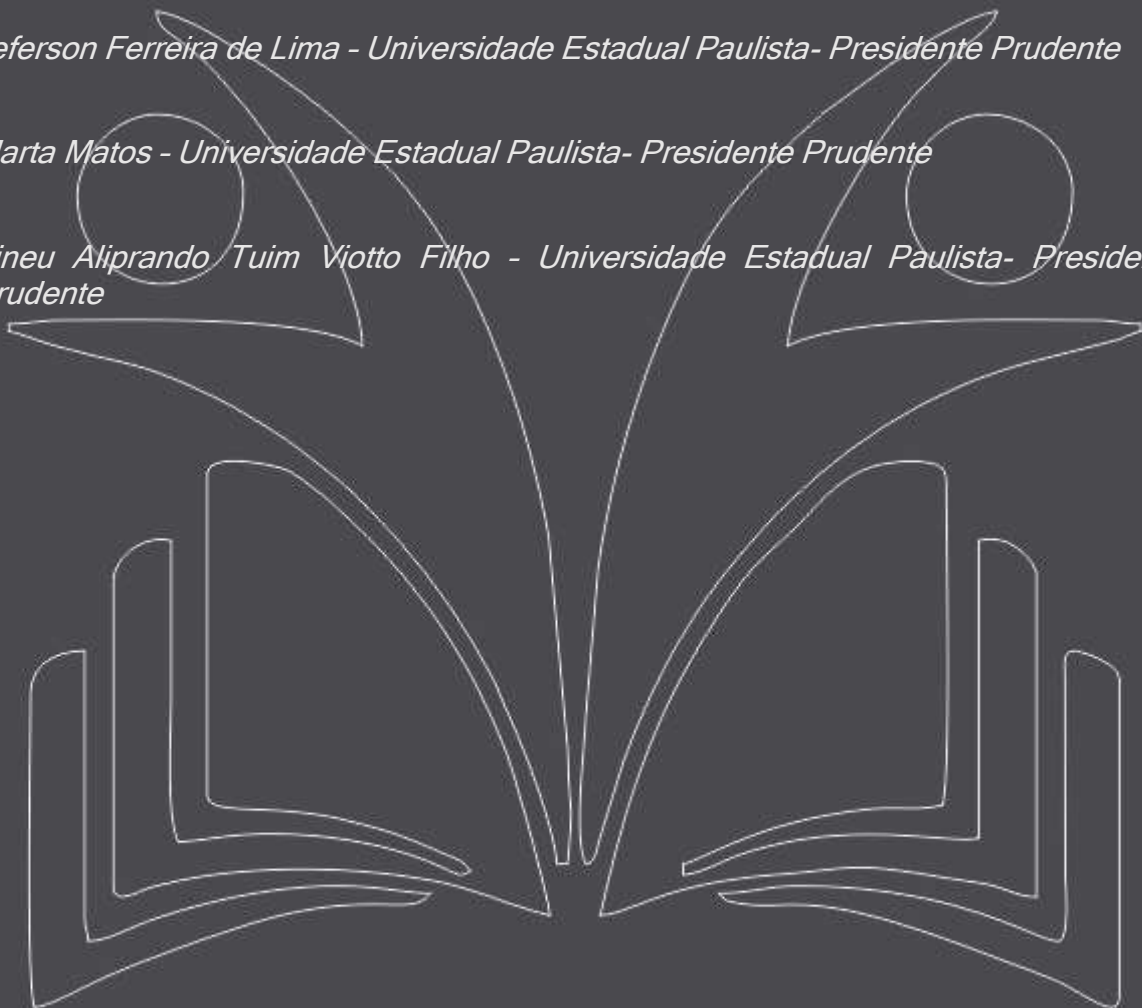 eferson Ferreira de Lima - Universidade Estadual Paulista- Presidente Prudente
arta Matos - Universidade Estadual Paulista- Presidente Prudente
ineu Aliprando Tuim Viotto Filho - Universidade Estadual Paulista- Preside
rudente